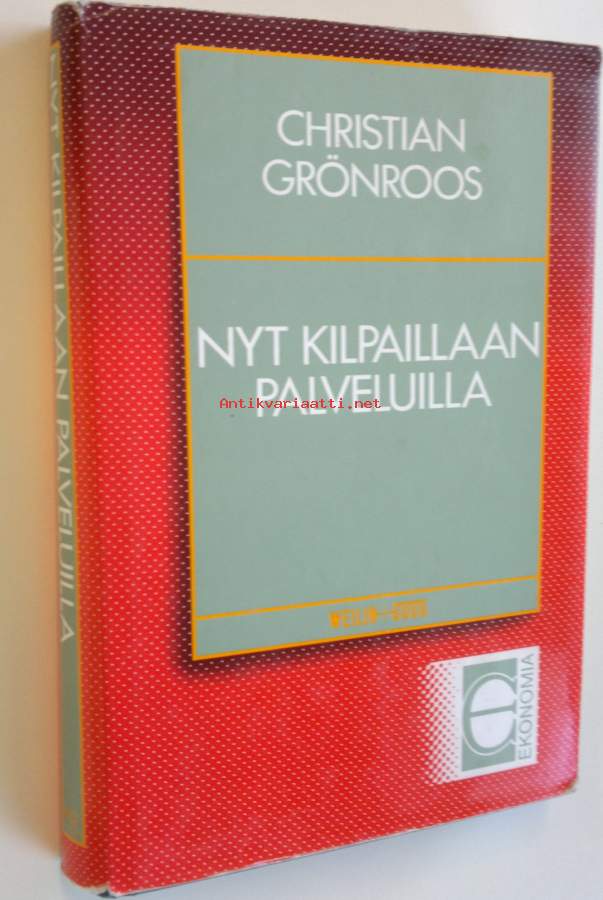 CHRISTIAN
GRÖNROOS
NYT KILPAILLAAN
PALVELUILLA
Antikvariaatti.net
WEILIN+GÖÖS
EKONOMIA
NYT KILPAILLAAN PALVELUILLA